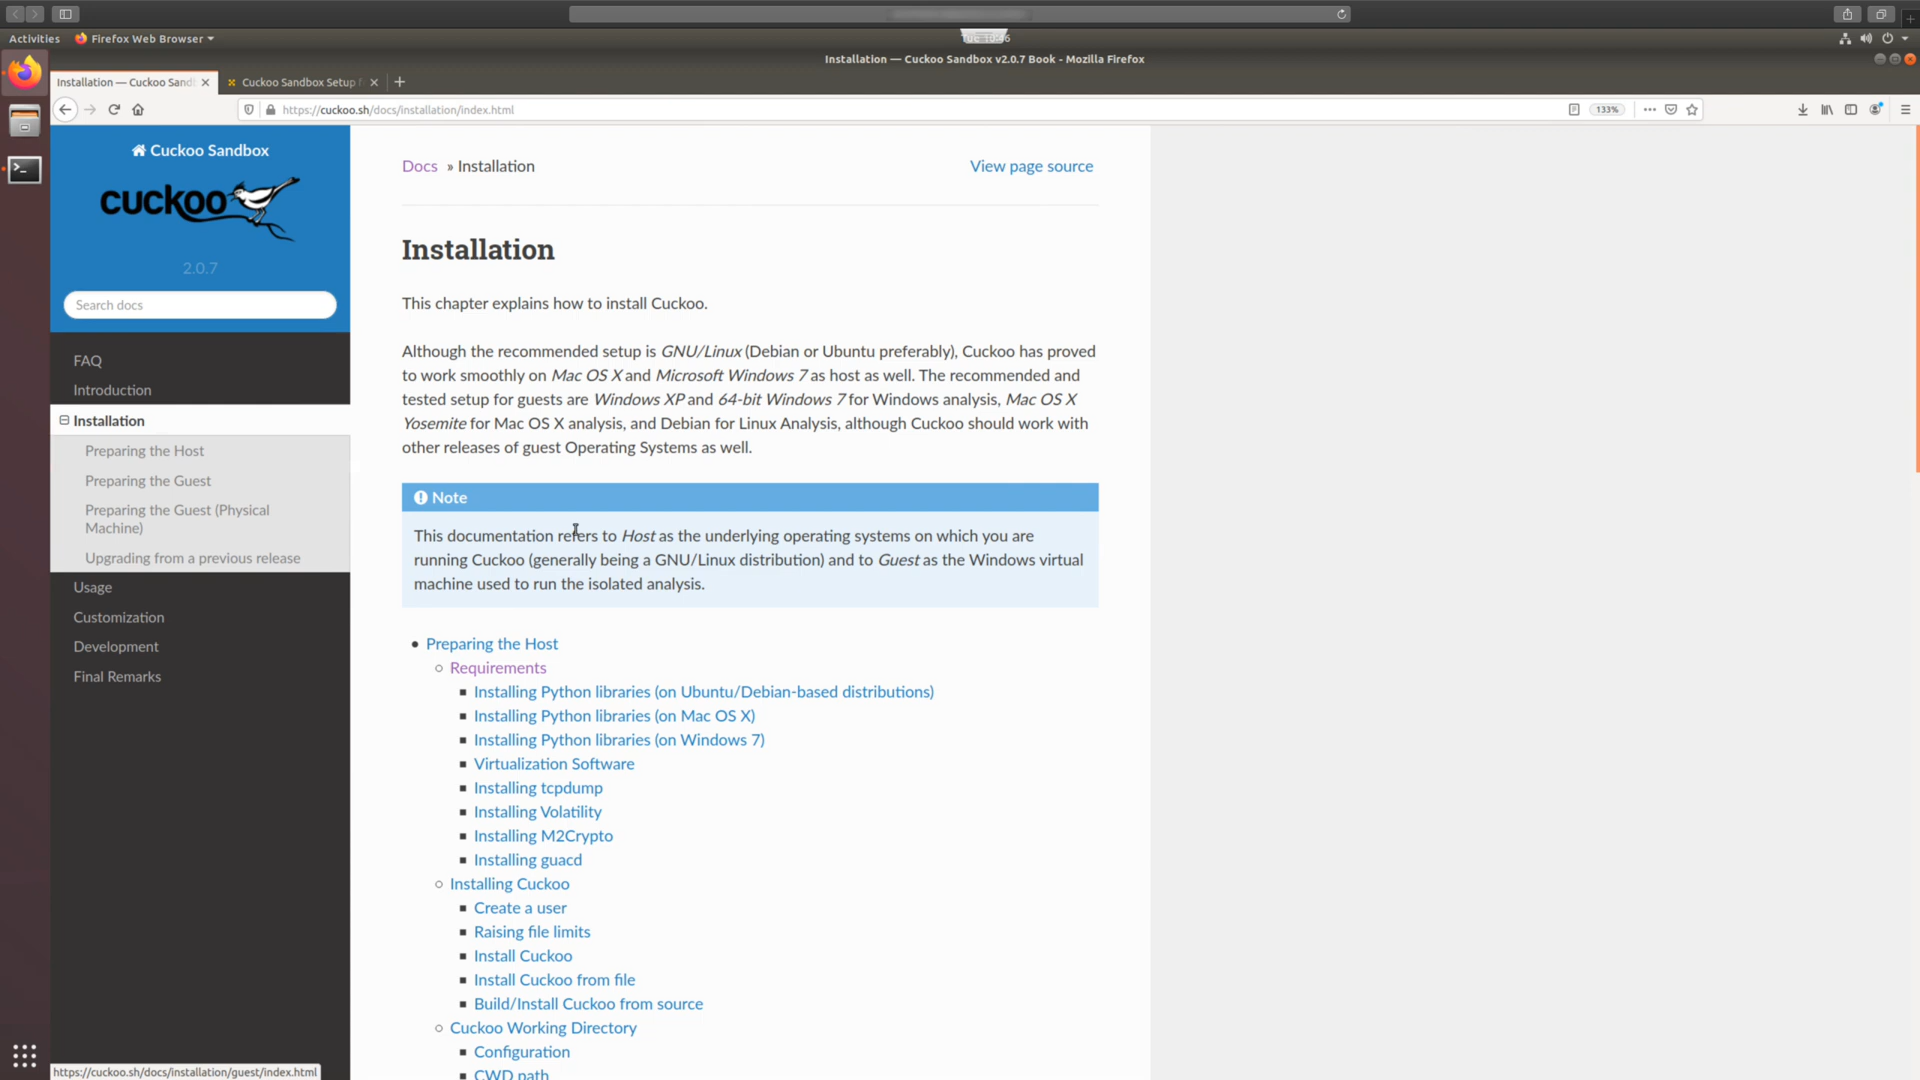 Activities
Firefox Web Browser
Installation — Cuckoo Sandbox v2.0.7 Book - Mozilla Firefox
Installation — Cuckoo Sand
Cuckoo Sandbox Setup
https://cuckoo.sh/docs/installation/index.html
133%
Cuckoo Sandbox
cuckoo
2.0.7
Search docs
FAQ
Introduction
Installation
Preparing the Host
Preparing the Guest
Preparing the Guest (Physical
Machine)
Upgrading from a previous release
Usage
Customization
Development
Final Remarks
Docs » Installation
View page source
Installation
This chapter explains how to install Cuckoo.
Although the recommended setup is GNU/Linux (Debian or Ubuntu preferably), Cuckoo has proved
to work smoothly on Mac OS X and Microsoft Windows 7 as host as well. The recommended and
tested setup for guests are Windows XP and 64-bit Windows 7 for Windows analysis, Mac OS X
Yosemite for Mac OS X analysis, and Debian for Linux Analysis, although Cuckoo should work with
other releases of guest Operating Systems as well.
Note
This documentation refers to Host as the underlying operating systems on which you are
running Cuckoo (generally being a GNU/Linux distribution) and to Guest as the Windows virtual
machine used to run the isolated analysis.
Preparing the Host
Requirements
Installing Python libraries (on Ubuntu/Debian-based distributions)
Installing Python libraries (on Mac OS X)
Installing Python libraries (on Windows 7)
Virtualization Software
Installing tcpdump
Installing Volatility
Installing M2Crypto
Installing guacd
Installing Cuckoo
Create a user
Raising file limits
Install Cuckoo
Install Cuckoo from file
Build/Install Cuckoo from source
Cuckoo Working Directory
Configuration
CWD path
https://cuckoo.sh/docs/installation/guest/index.html